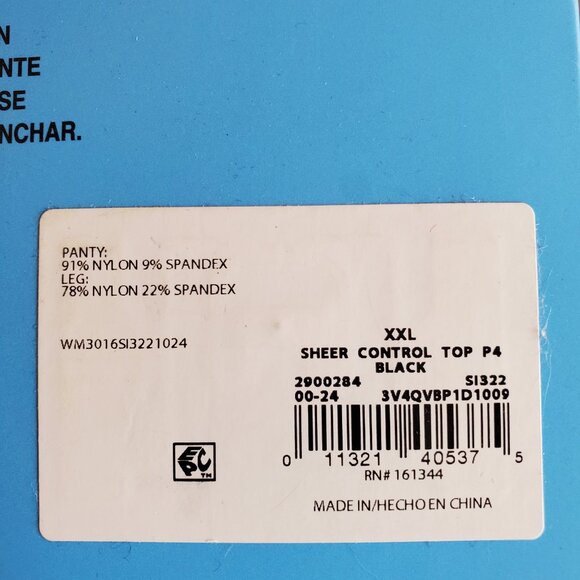 N
NTE
SE
NCHAR.
PANTY:
91% NYLON 9% SPANDEX
LEG:
78% NYLON 22% SPANDEX
WM3016SI3221024
XXL
SHEER CONTROL TOP P4
BLACK
2900284 SI322
00-24 3V4QVBP1D1009
0 11321 40537 5
RN# 161344
EPC™
MADE IN/HECHO EN CHINA